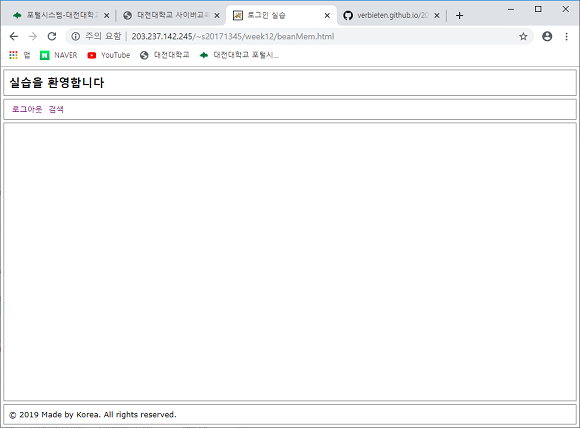 포털시스템-대전대학교
대전대학교 사이버교육
로그인 실습
verbieten.github.io/20
주의 요함 | 203.237.142.245/~s20171345/week12/beanMem.html
앱 NAVER YouTube 대전대학교 대전대학교 포털시...
실습을 환영합니다
로그아웃 검색
© 2019 Made by Korea. All rights reserved.